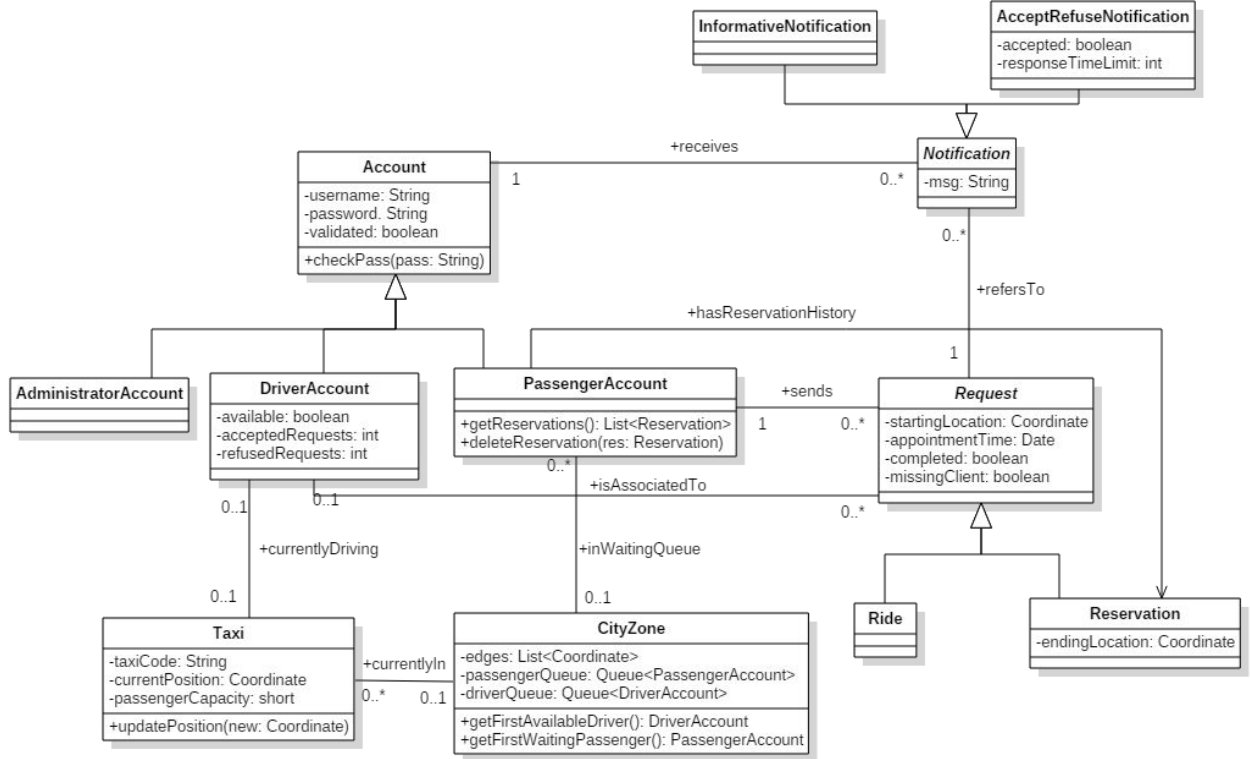 InformativeNotification
AcceptRefuseNotification
-accepted: boolean
-responseTimeLimit: int
+receives
1
0..*
Notification
-msg: String
Account
-username: String
-password. String
-validated: boolean
+checkPass(pass: String)
0..*
+refersTo
1
+hasReservationHistory
AdministratorAccount
DriverAccount
-available: boolean
-acceptedRequests: int
-refusedRequests: int
PassengerAccount
+getReservations(): List<Reservation>
+deleteReservation(res: Reservation)
+sends
1
0..*
Request
-startingLocation: Coordinate
-appointmentTime: Date
-completed: boolean
-missingClient: boolean
0..1
0..1
+isAssociatedTo
0..*
0..*
+currentlyDriving
0..1
+inWaitingQueue
0..1
Taxi
-taxiCode: String
-currentPosition: Coordinate
-passengerCapacity: short
+updatePosition(new: Coordinate)
+currentlyIn
0..*
0..1
CityZone
-edges: List<Coordinate>
-passengerQueue: Queue<PassengerAccount>
-driverQueue: Queue<DriverAccount>
+getFirstAvailableDriver(): DriverAccount
+getFirstWaitingPassenger(): PassengerAccount
Ride
Reservation
-endingLocation: Coordinate